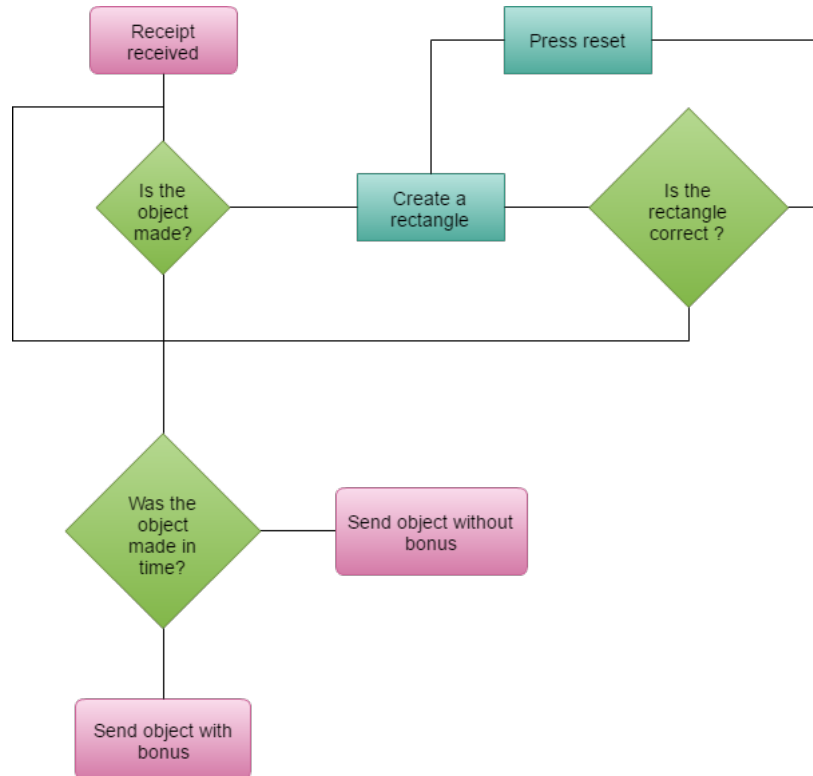 Receipt
received
Press reset
Is the
object
made?
Create a
rectangle
Is the
rectangle
correct ?
Was the
object
made in
time?
Send object without
bonus
Send object with
bonus